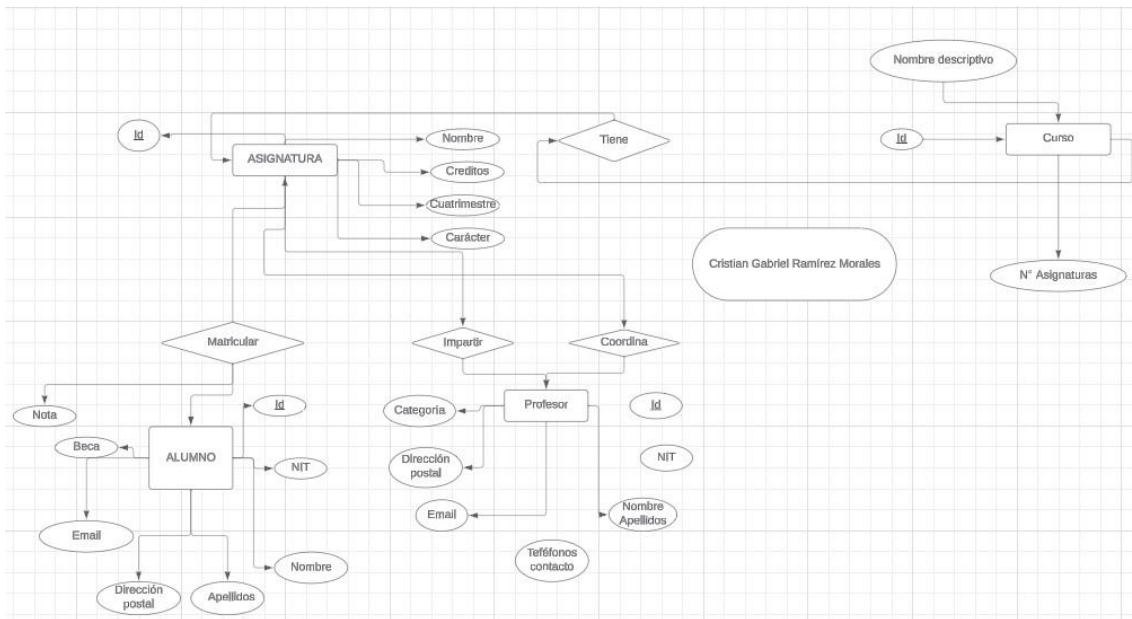 Nombre descriptivo
Id
Nombre
Tiene
Id
Curso
ASIGNATURA
Creditos
Cuatrimestre
Carácter
Cristian Gabriel Ramírez Morales
N° Asignaturas
Matricular
Impartir
Coordina
Nota
Id
Categoria
Profesor
Id
Beca
ALUMNO
NIT
Dirección
postal
NIT
Email
Email
Nombre
Apellidos
Nombre
Teféfonos
contacto
Dirección
postal
Apellidos